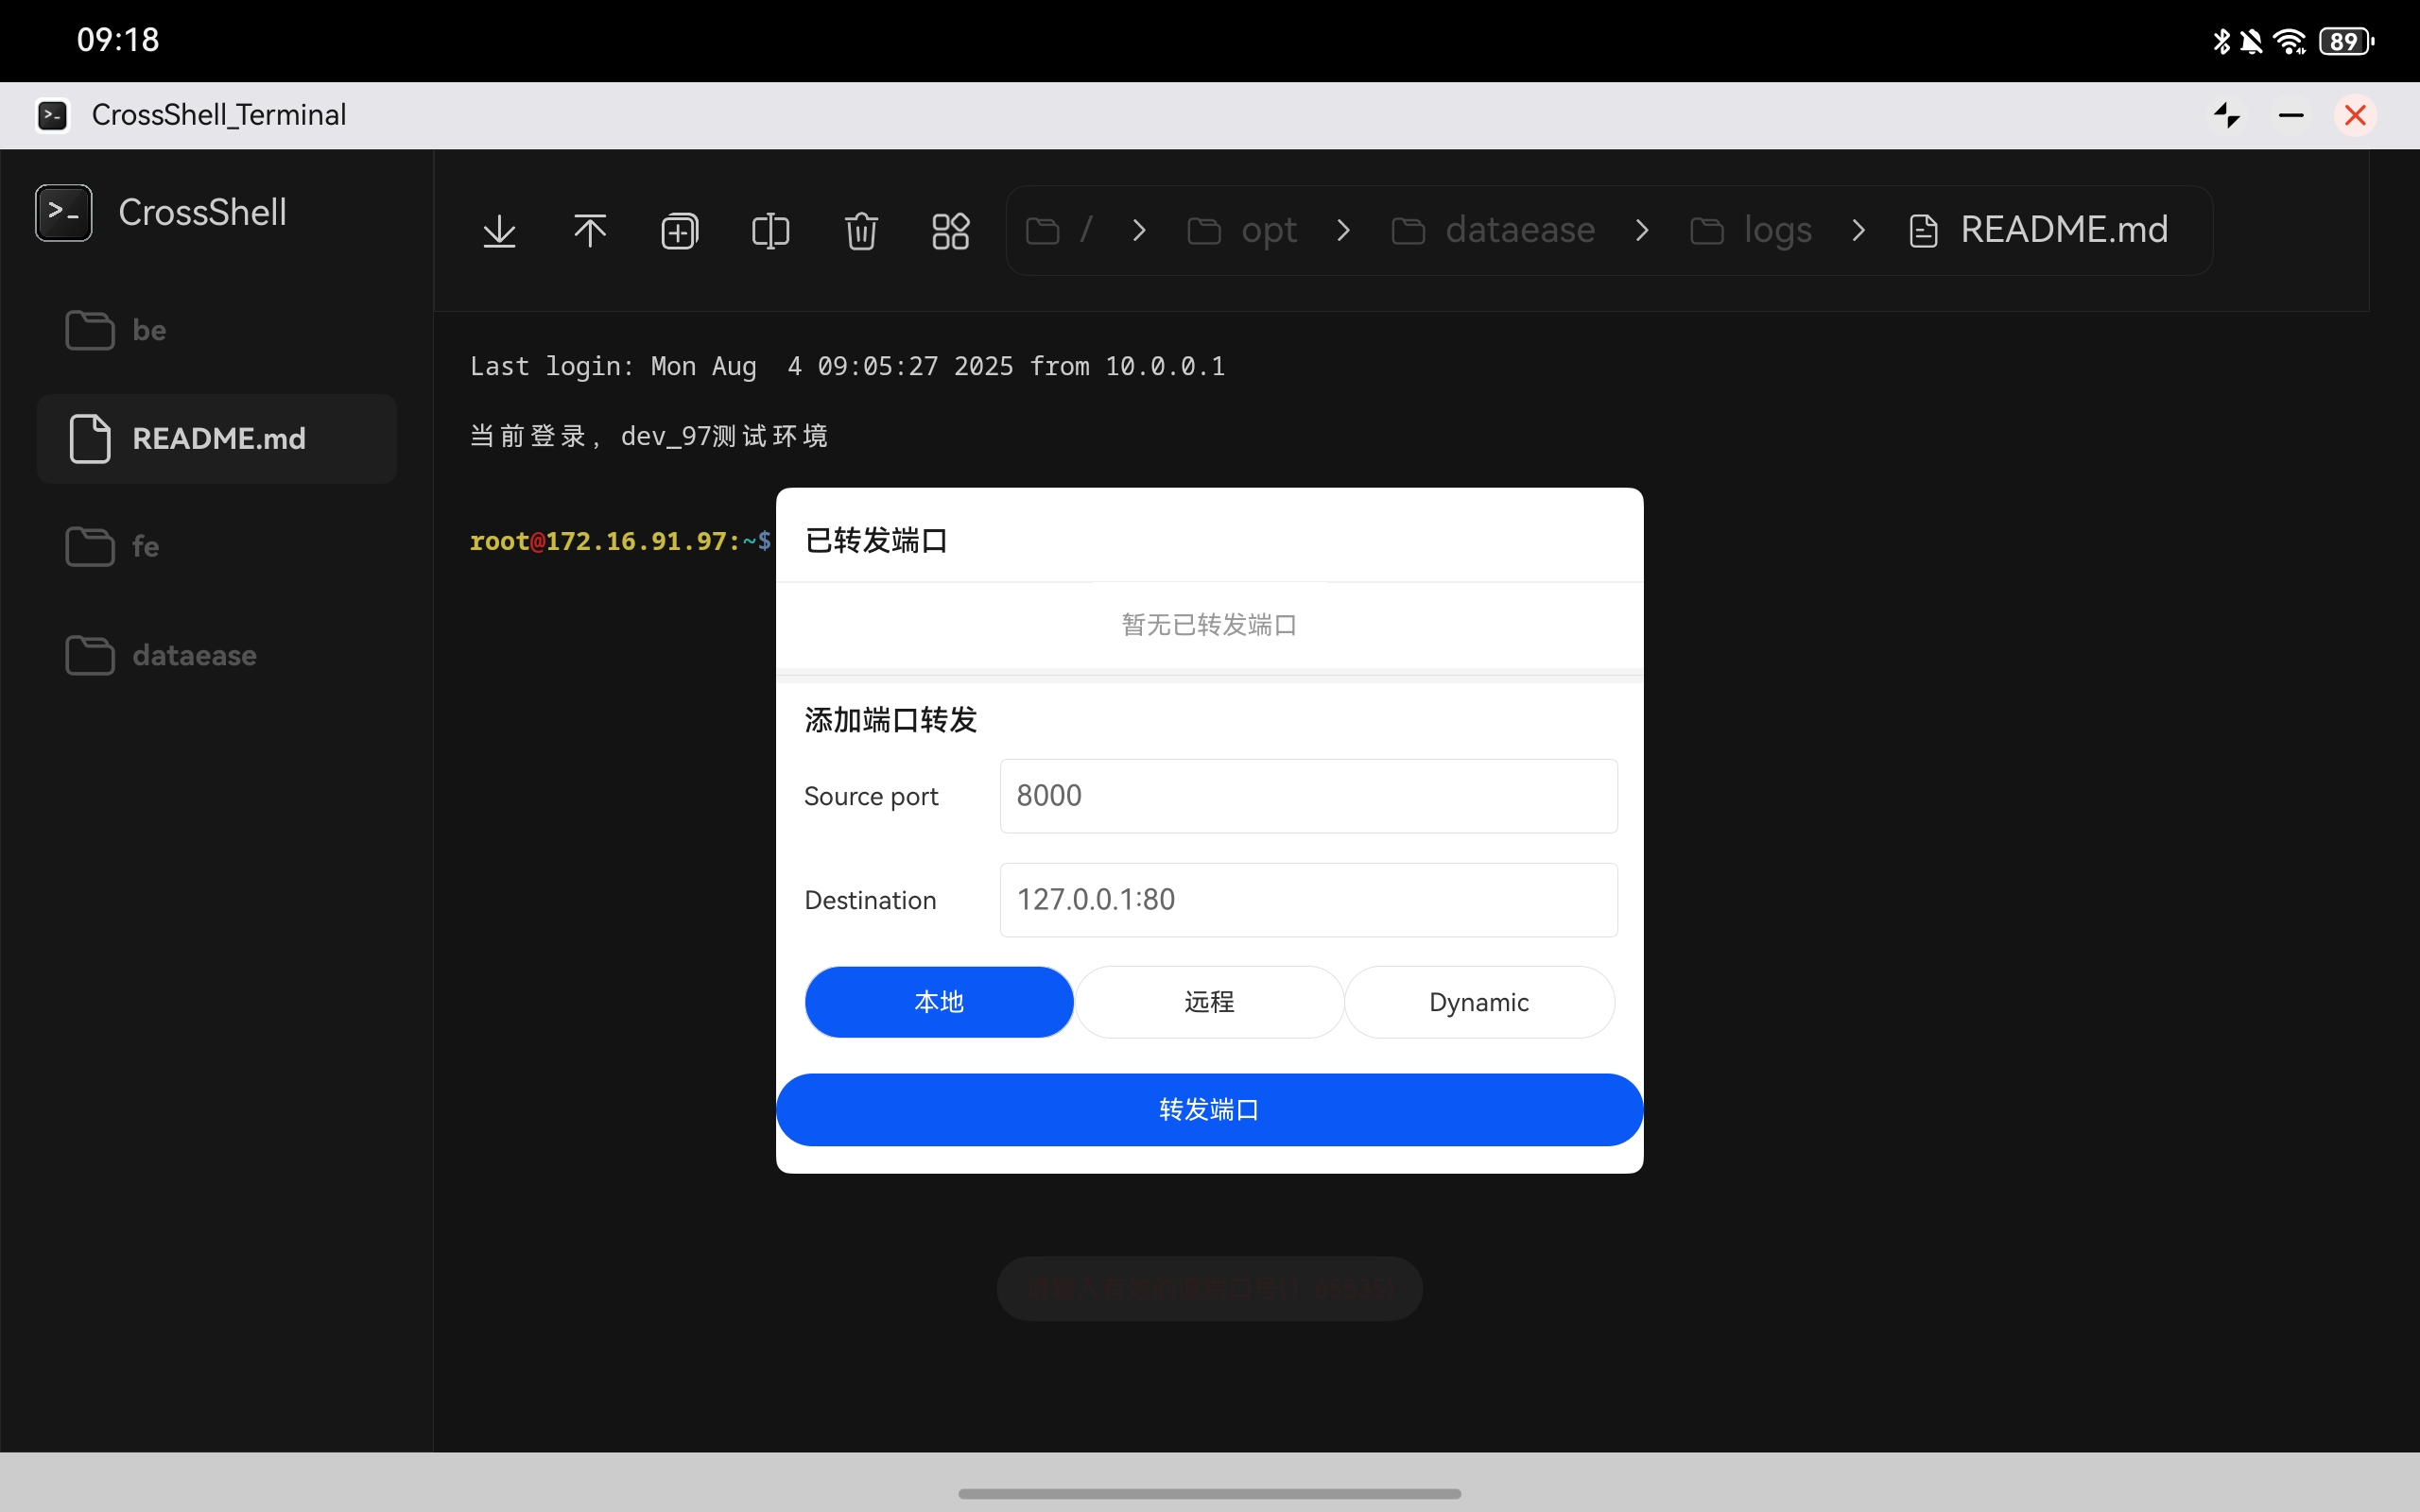 09:18
89
CrossShell_Terminal
CrossShell
/ opt dataease logs README.md
be
README.md
fe
dataease
Last login: Mon Aug  4 09:05:27 2025 from 10.0.0.1
当前登录，dev_97测试环境
root@172.16.91.97:~$
已转发端口
暂无已转发端口
添加端口转发
Source port 8000
Destination 127.0.0.1:80
本地 远程 Dynamic
转发端口